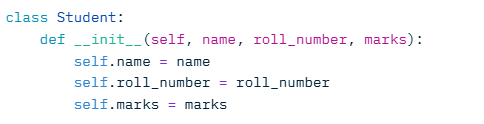 class Student:
    def __init__(self, name, roll_number, marks):
        self.name = name
        self.roll_number = roll_number
        self.marks = marks